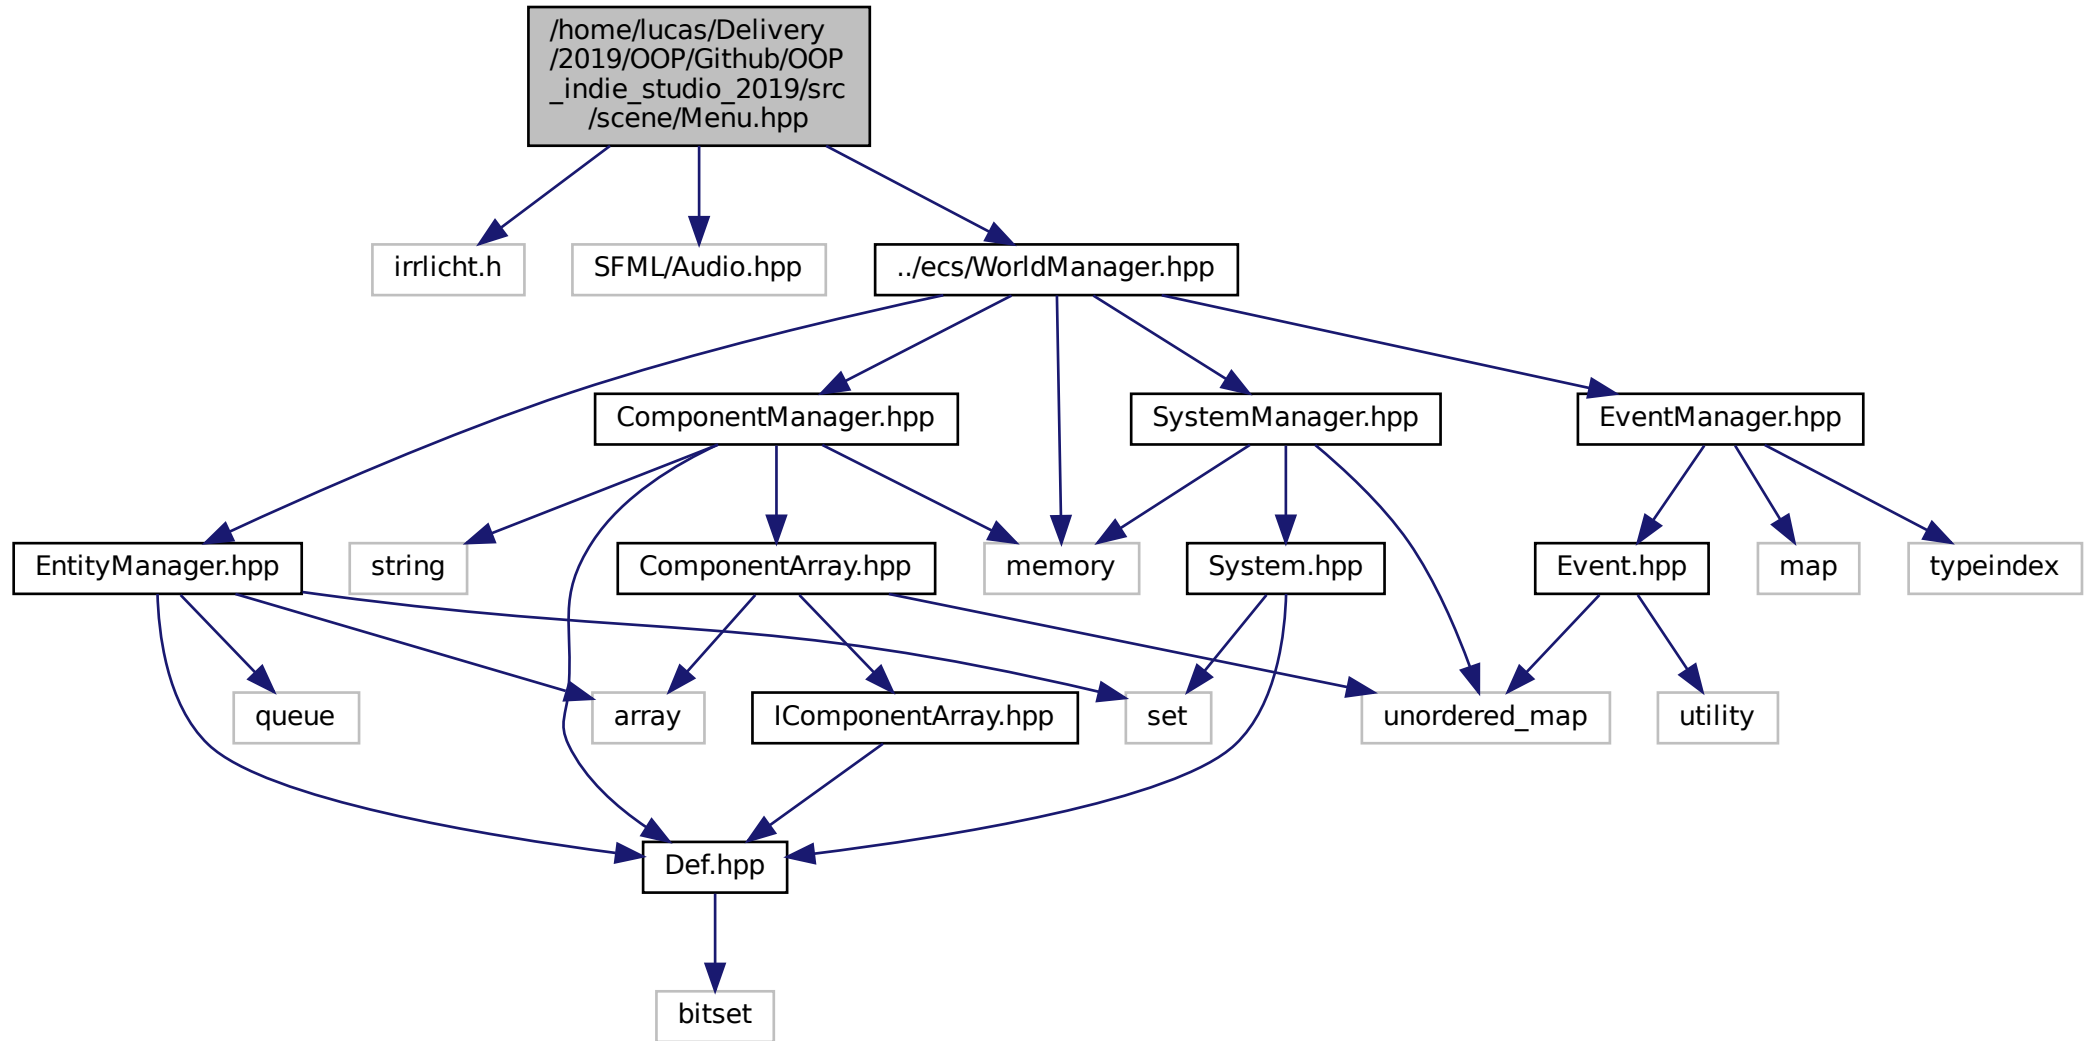 /home/lucas/Delivery
/2019/OOP/Github/OOP
_indie_studio_2019/src
/scene/Menu.hpp
irrlicht.h
SFML/Audio.hpp
../ecs/WorldManager.hpp
ComponentManager.hpp
SystemManager.hpp
EventManager.hpp
EntityManager.hpp
string
ComponentArray.hpp
memory
System.hpp
Event.hpp
map
typeindex
queue
array
IComponentArray.hpp
set
unordered_map
utility
Def.hpp
bitset